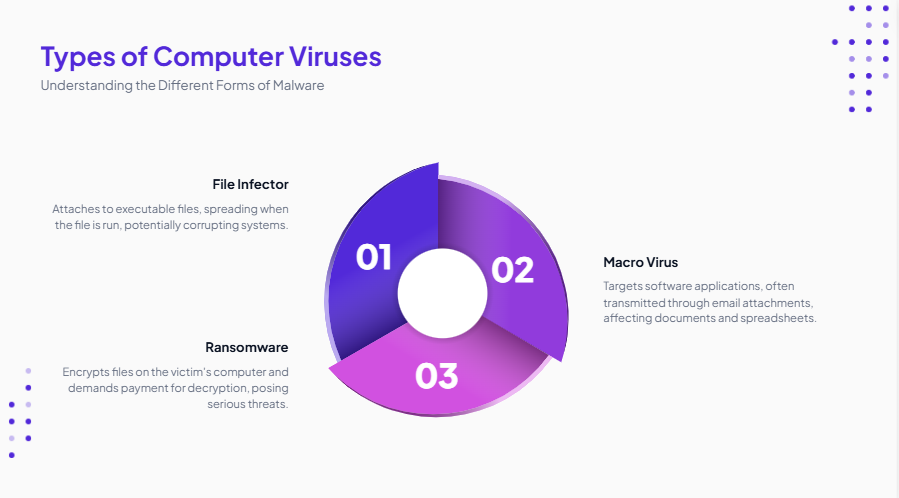 Types of Computer Viruses
Understanding the Different Forms of Malware
File Infector
Attaches to executable files, spreading when
the file is run, potentially corrupting systems.
01
02
Macro Virus
Targets software applications, often
transmitted through email attachments,
affecting documents and spreadsheets.
Ransomware
Encrypts files on the victim's computer and
demands payment for decryption, posing
serious threats.
03